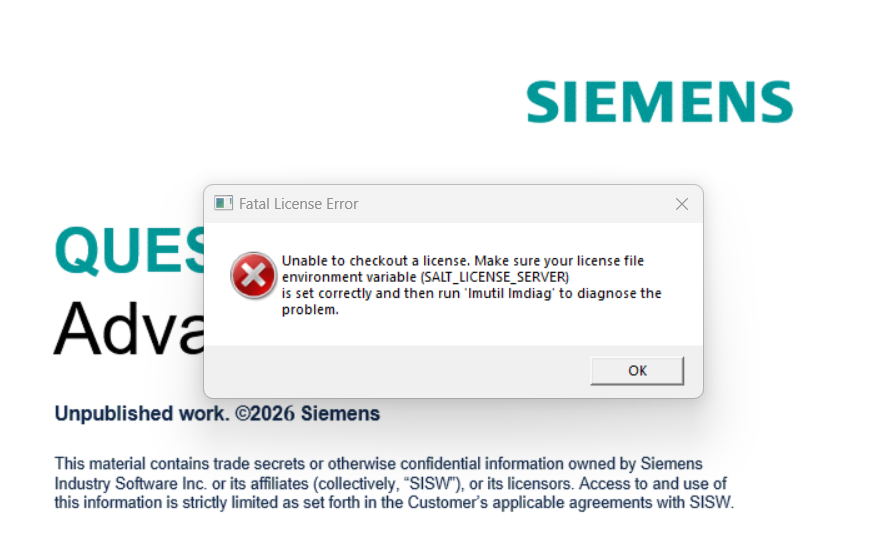 SIEMENS
Fatal License Error
Unable to checkout a license. Make sure your license file
environment variable (SALT_LICENSE_SERVER)
is set correctly and then run 'lmutil lmdiag' to diagnose the
problem.
OK
QUES
Adva
Unpublished work. ©2026 Siemens
This material contains trade secrets or otherwise confidential information owned by Siemens
Industry Software Inc. or its affiliates (collectively, “SISW”), or its licensors. Access to and use of
this information is strictly limited as set forth in the Customer’s applicable agreements with SISW.